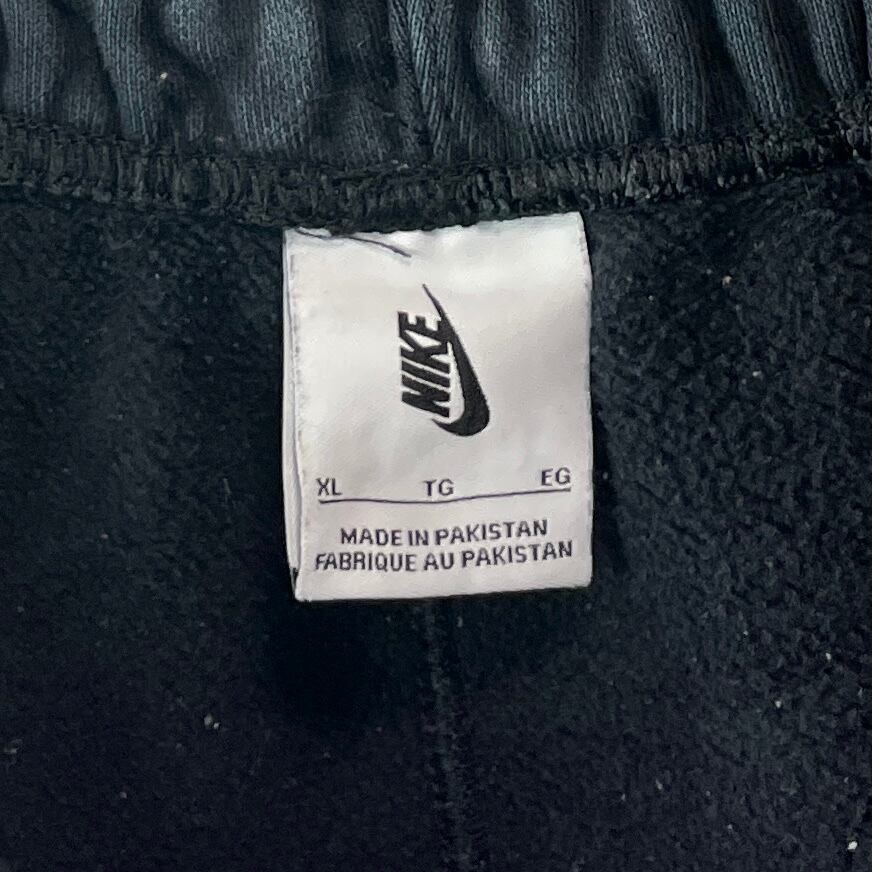 NIKE
XL TG EG
MADE IN PAKISTAN
FABRIQUE AU PAKISTAN